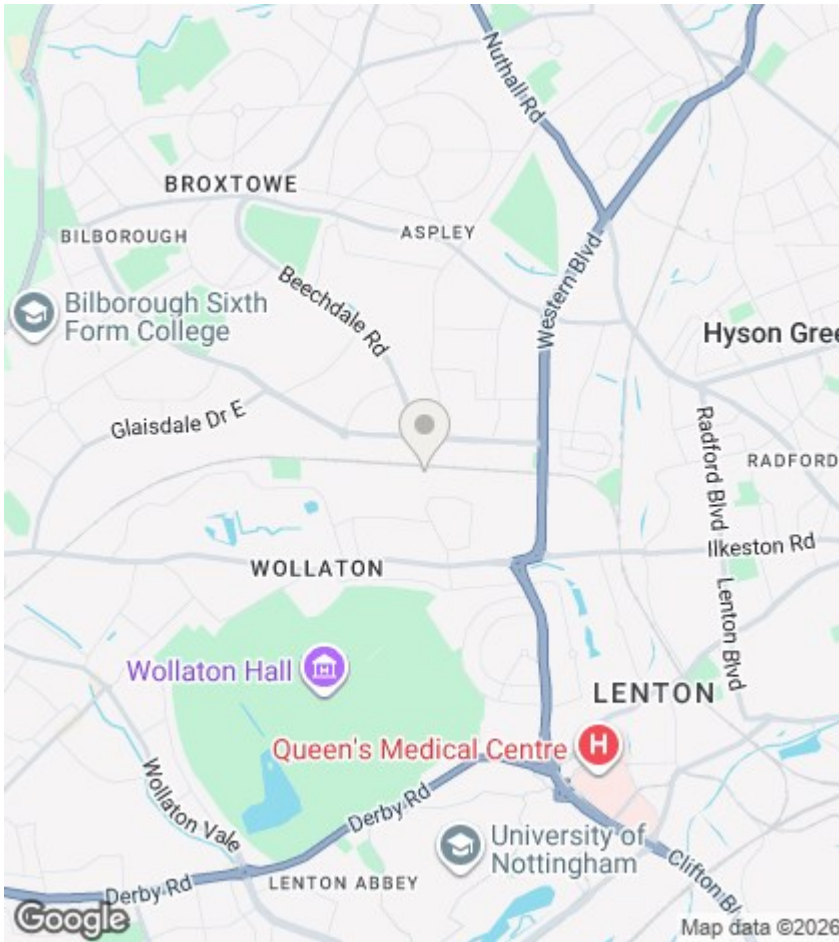 Nuthall Rd
BROXTOWE
BILBOROUGH
ASPLEY
Western Blvd
Beechdale Rd
Bilborough Sixth
Form College
Hyson Gree
Glaisdale Dr E
Radford Blvd
RADFORD
WOLLATON
Ilkeston Rd
Lenton Blvd
Wollaton Hall
LENTON
Queen's Medical Centre
H
Wollaton Vale
Derby Rd
University of
Nottingham
Clifton Bl
Derby Rd
LENTON ABBEY
Google
Map data ©2026